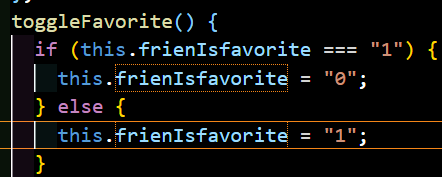 toggleFavorite() {
if (this.frienIsfavorite === "1") {
this.frienIsfavorite = "0";
} else {
this.frienIsfavorite = "1";
}